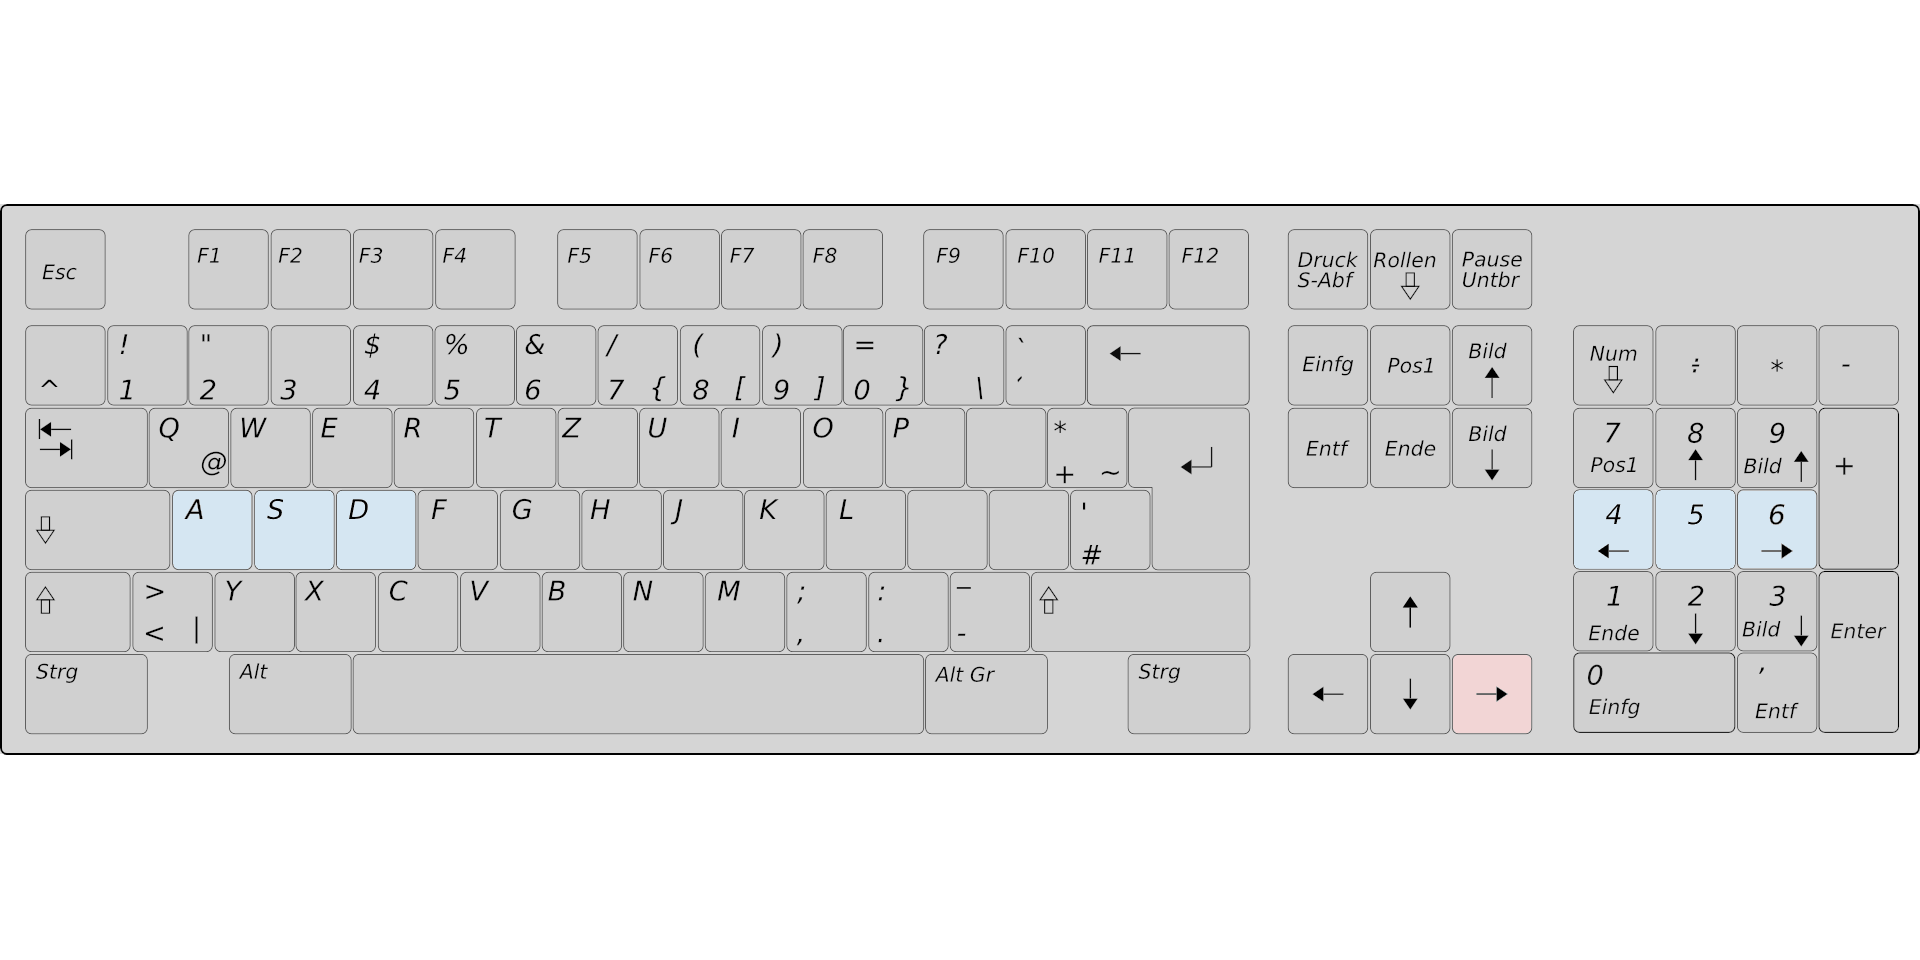 Esc F1 F2 F3 F4 F5 F6 F7 F8 F9 F10 F11 F12 Druck Rollen Pause
S-Abf Untbr
! " $ % & / ( ) = ? `
^ 1 2 3 4 5 6 7 { 8 [ 9 ] 0 } \ ´
Einfg Pos1 Bild Num ÷ * -
Q W E R T Z U I O P *
@ + ~
Entf Ende Bild 7 8 9 +
Pos1 Bild
A S D F G H J K L '
#
4 5 6
> Y X C V B N M ; : _
< | , . -
1 2 3 Enter
Ende Bild
Strg Alt Alt Gr Strg 0 ,
Einfg Entf